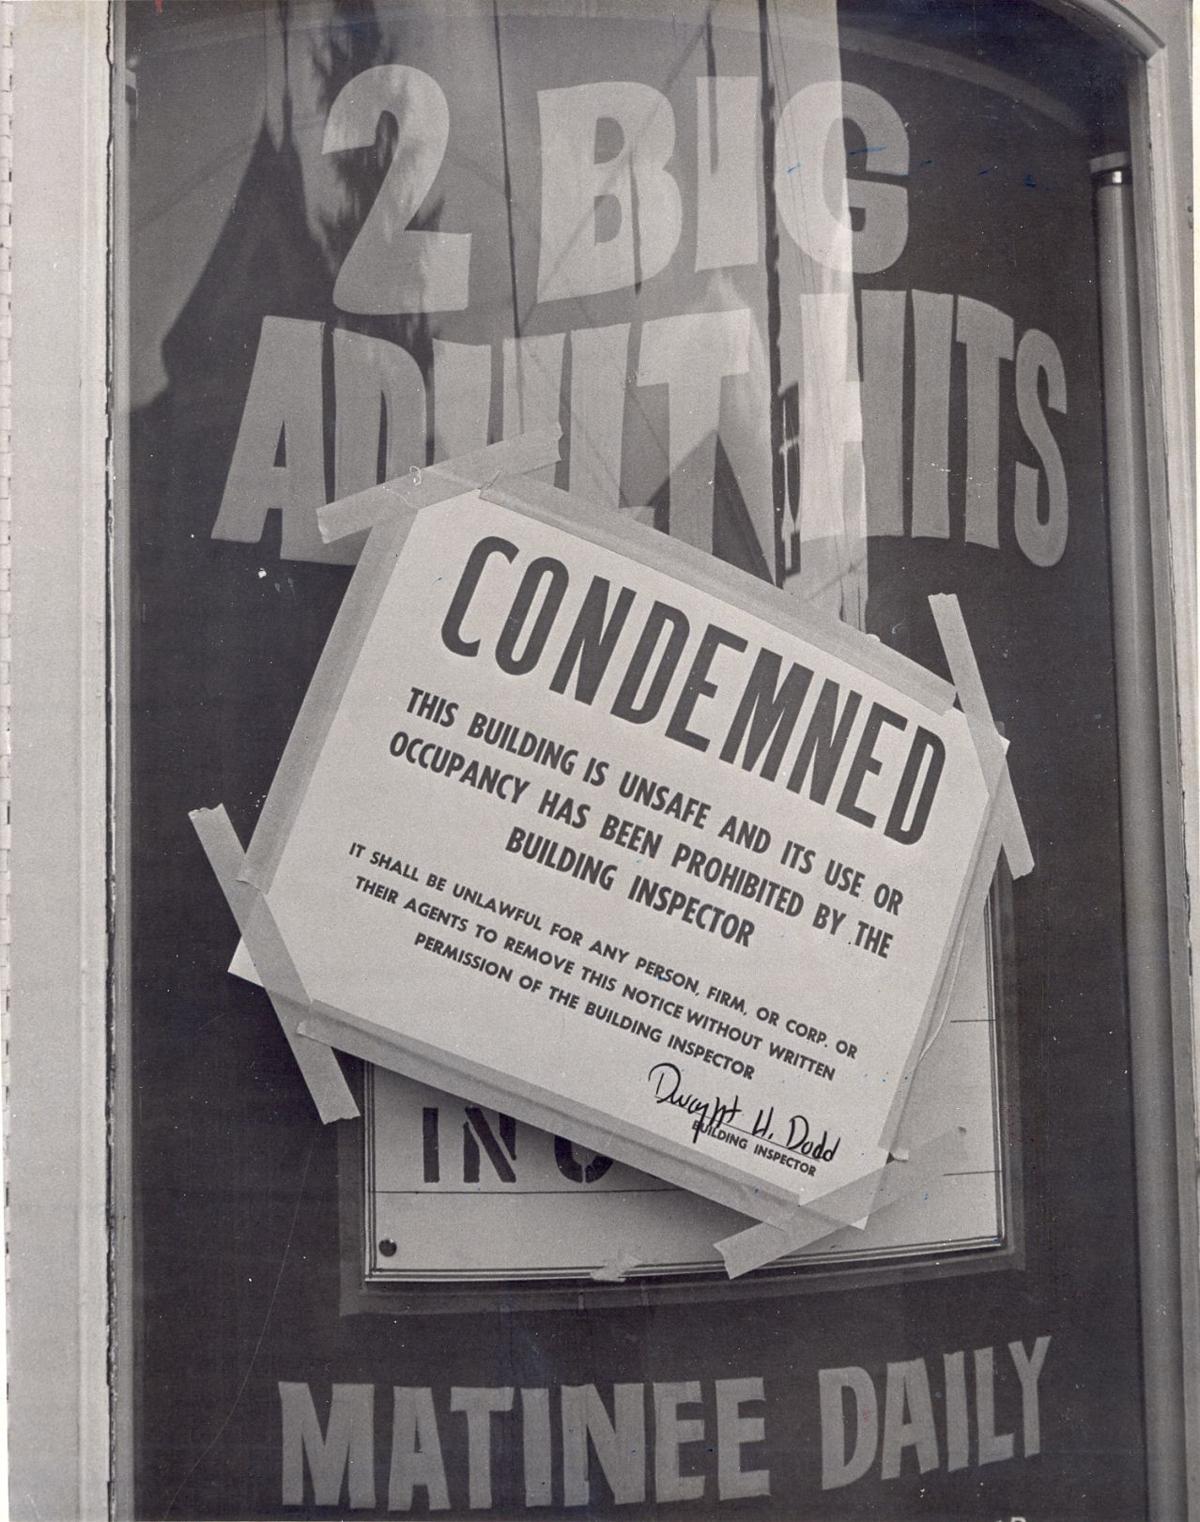 2 BIG
ADULT HITS
CONDEMNED
THIS BUILDING IS UNSAFE AND ITS USE OR
OCCUPANCY HAS BEEN PROHIBITED BY THE
BUILDING INSPECTOR
IT SHALL BE UNLAWFUL FOR ANY PERSON, FIRM, OR CORP. OR
THEIR AGENTS TO REMOVE THIS NOTICE WITHOUT WRITTEN
PERMISSION OF THE BUILDING INSPECTOR
Dwayht H. Dodd
BUILDING INSPECTOR
IN
MATINEE DAILY